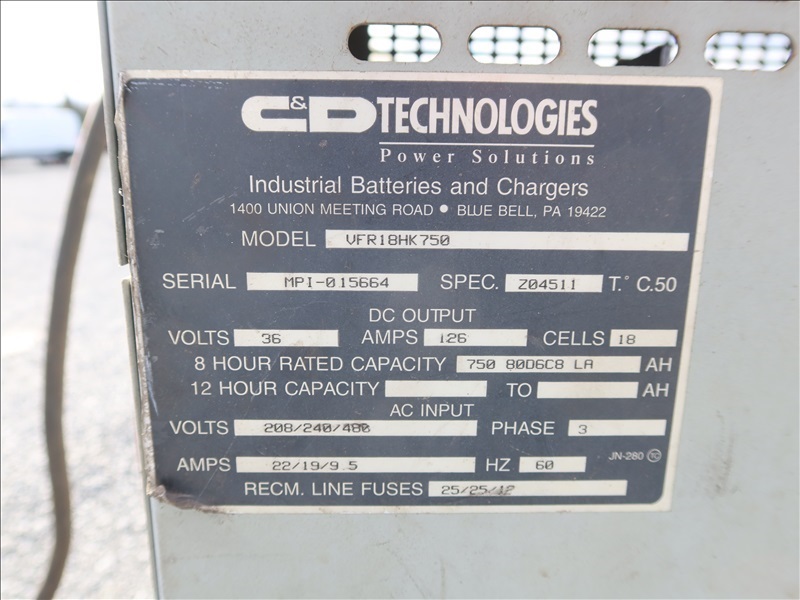 C&D TECHNOLOGIES
Power Solutions
Industrial Batteries and Chargers
1400 UNION MEETING ROAD • BLUE BELL, PA 19422
MODEL VFR18HK750
SERIAL MPI-015664 SPEC. Z04511 T.° C.50
DC OUTPUT
VOLTS 36 AMPS 126 CELLS 18
8 HOUR RATED CAPACITY 750 80D6C8 LA AH
12 HOUR CAPACITY TO AH
AC INPUT
VOLTS 208/240/480 PHASE 3
AMPS 22/19/9.5 HZ 60 JN-280 TC
RECM. LINE FUSES 25/25/12